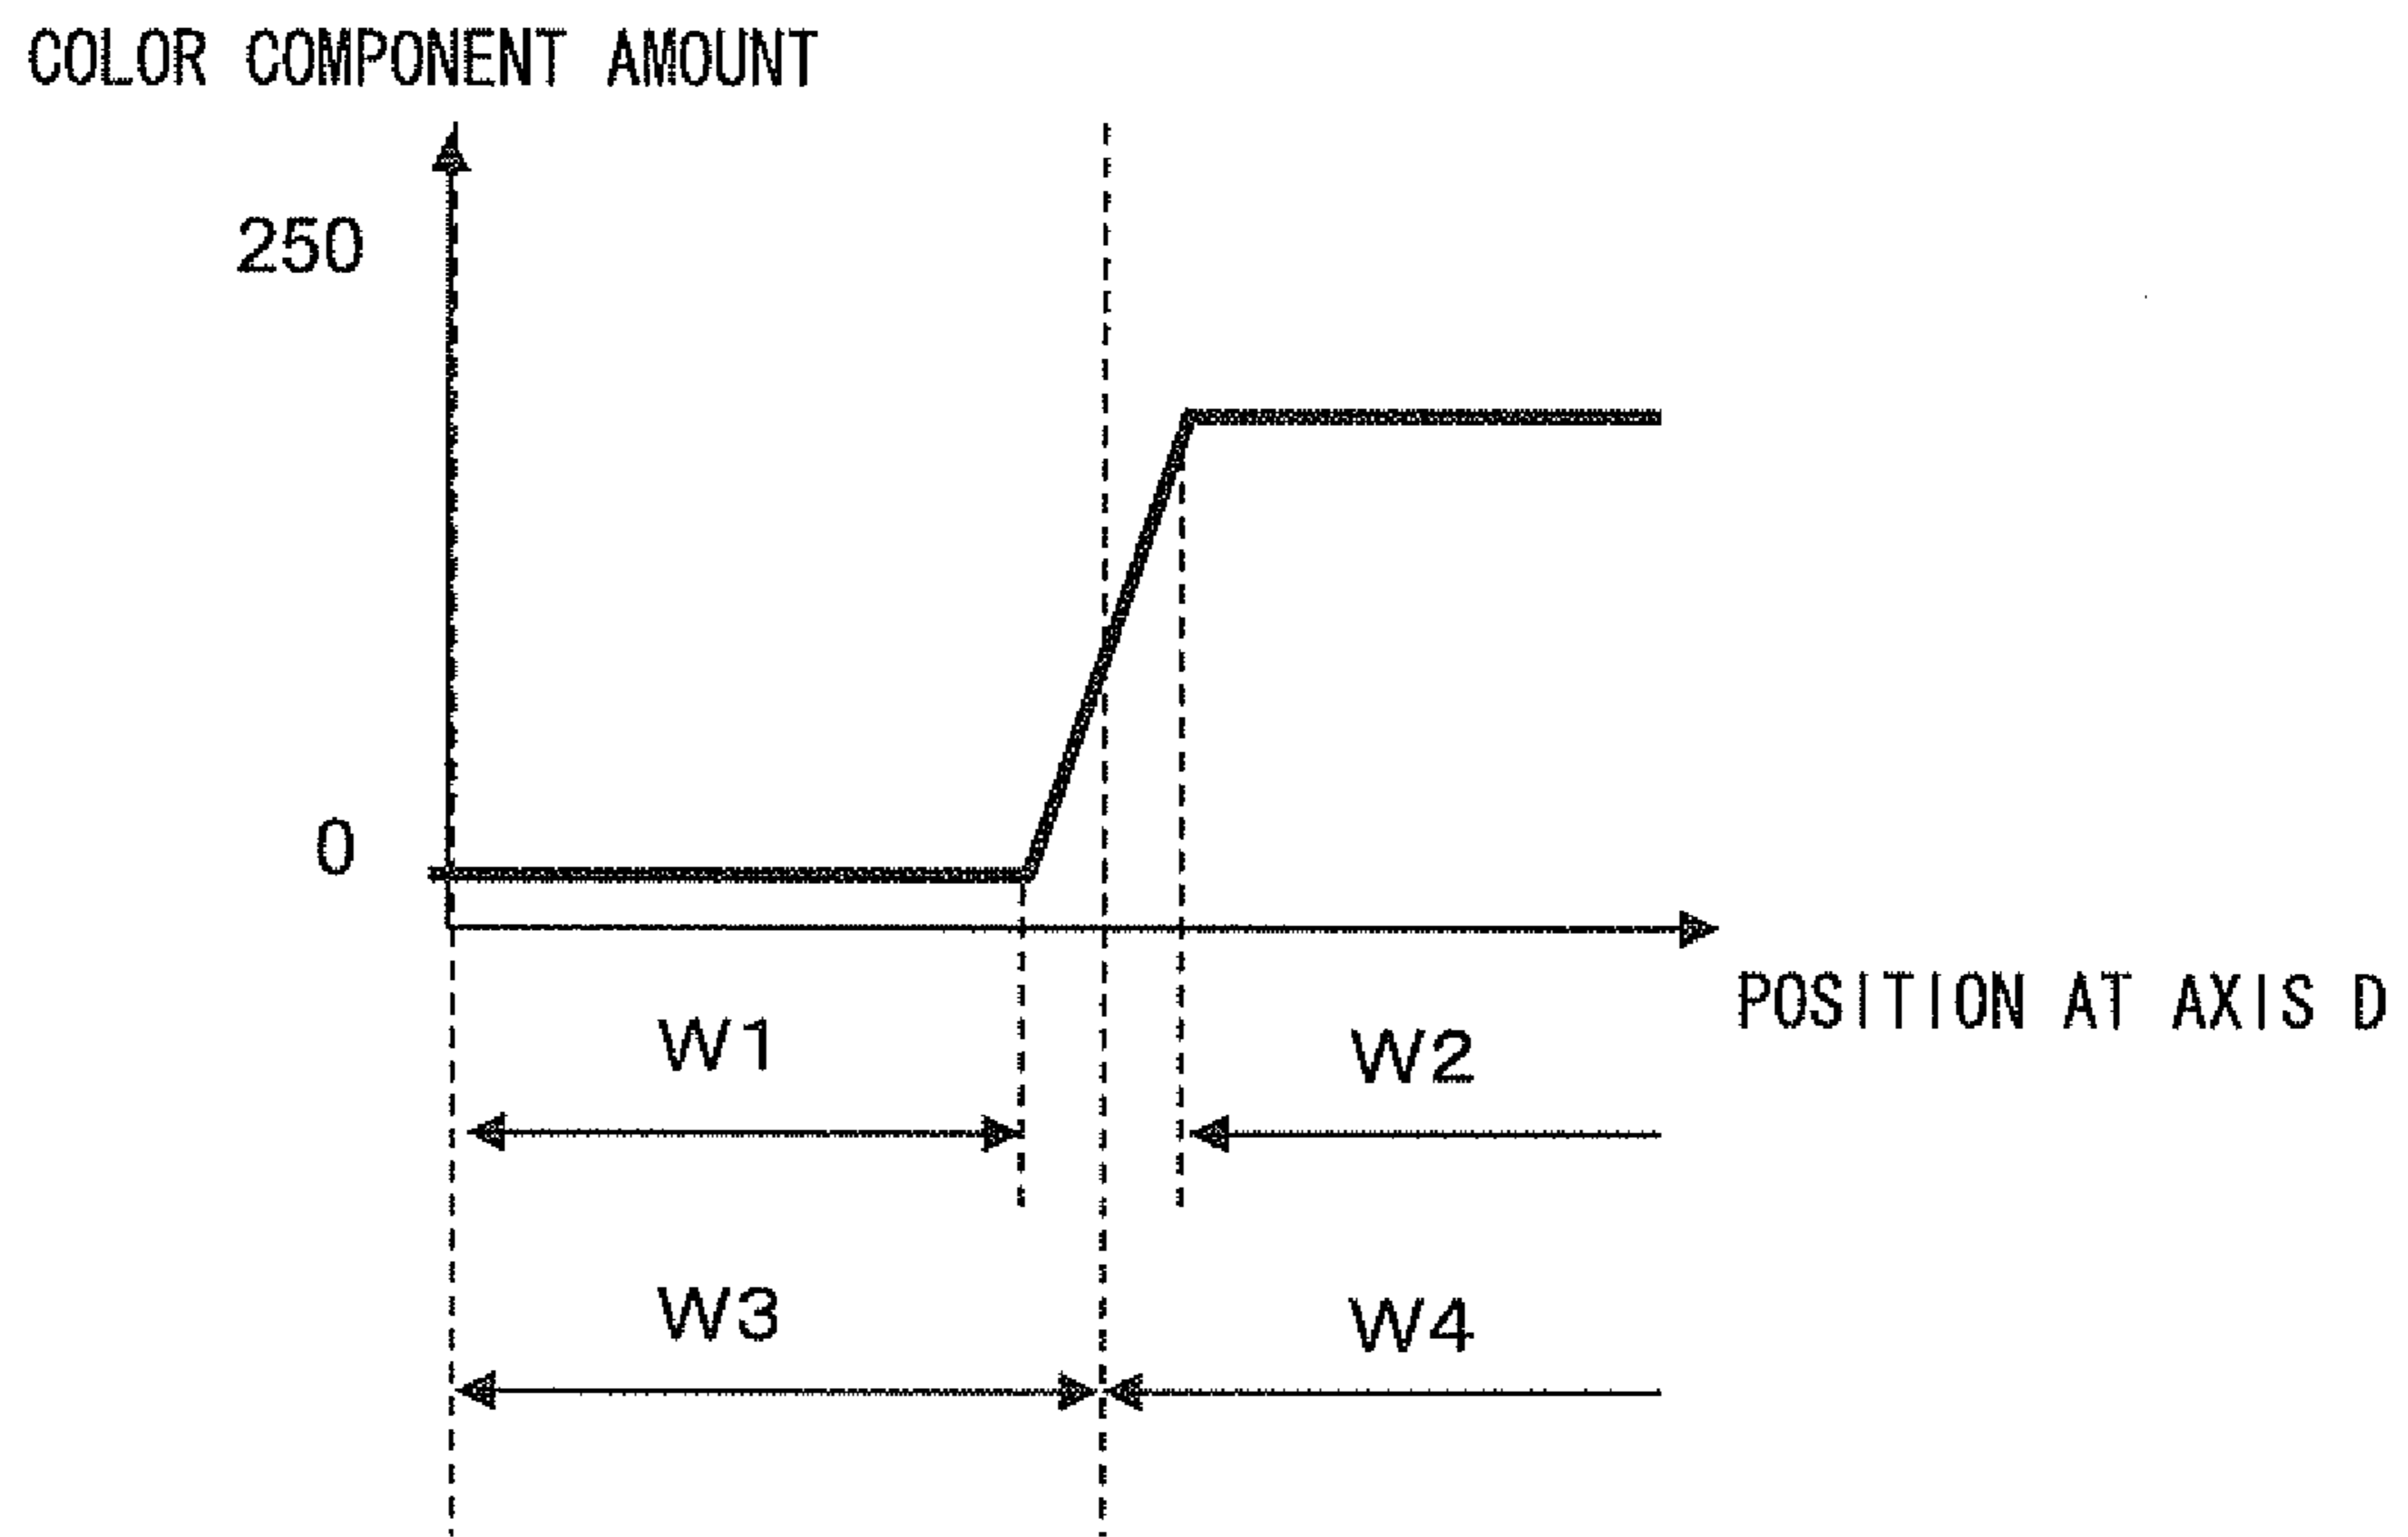 COLOR COMPONENT AMOUNT
250
0
POSITION AT AXIS D
W1
W2
W3
W4